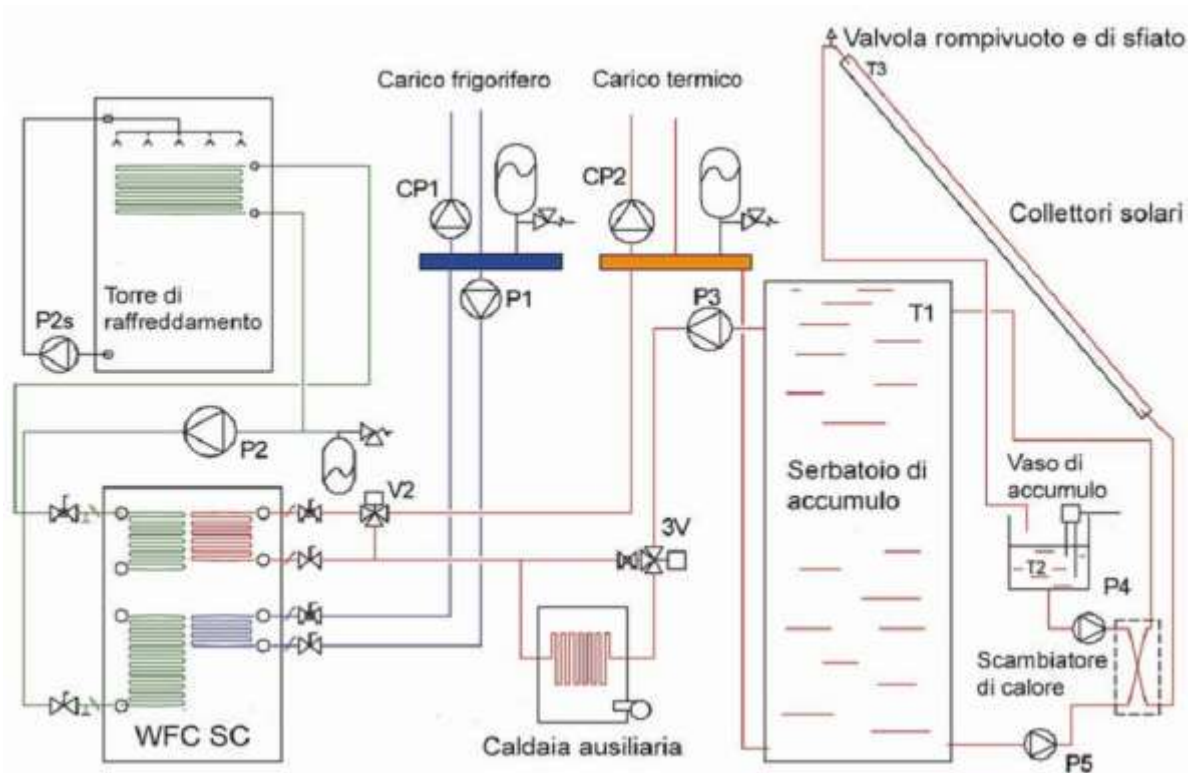 Valvola rompivuoto e di sfiato
T3
Carico frigorifero
Carico termico
CP1
CP2
Collettori solari
Torre di
raffreddamento
P2s
P1
P3
T1
P2
V2
Serbatoio di
accumulo
Vaso di
accumulo
3V
T2
P4
Scambiatore
di calore
WFC SC
Caldaia ausiliaria
P5